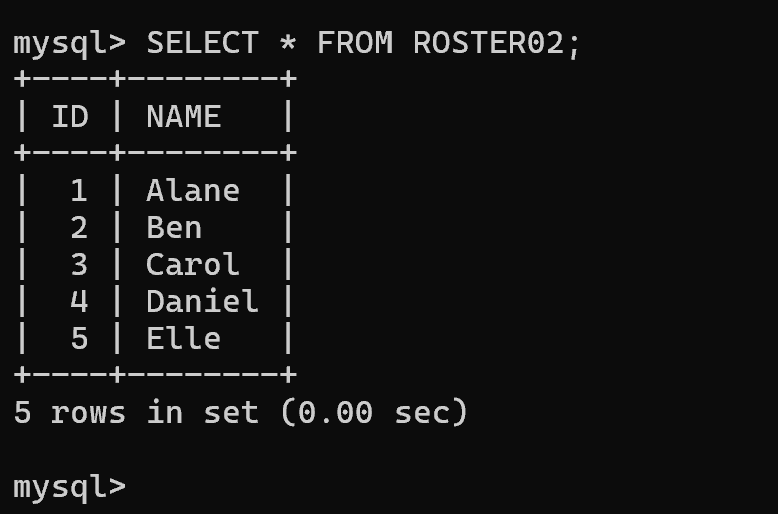 mysql> SELECT * FROM ROSTER02;
+----+--------+
| ID | NAME   |
+----+--------+
|  1 | Alane  |
|  2 | Ben    |
|  3 | Carol  |
|  4 | Daniel |
|  5 | Elle   |
+----+--------+
5 rows in set (0.00 sec)
mysql>